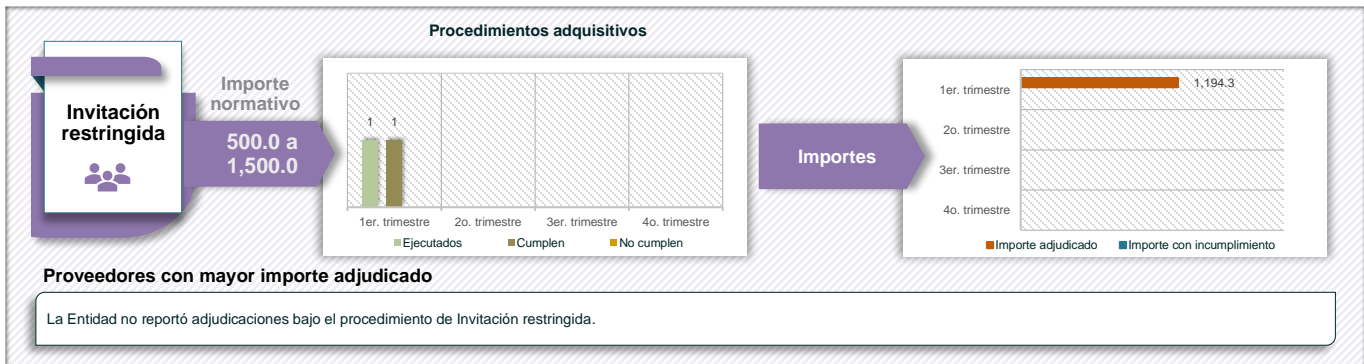 Procedimientos adquisitivos
Invitación
restringida
Importe
normativo
500.0 a
1,500.0
1 1
1er. trimestre 2o. trimestre 3er. trimestre 4o. trimestre
Ejecutados Cumplen No cumplen
Importes
1er. trimestre 1,194.3
2o. trimestre
3er. trimestre
4o. trimestre
Importe adjudicado Importe con incumplimiento
Proveedores con mayor importe adjudicado
La Entidad no reportó adjudicaciones bajo el procedimiento de Invitación restringida.